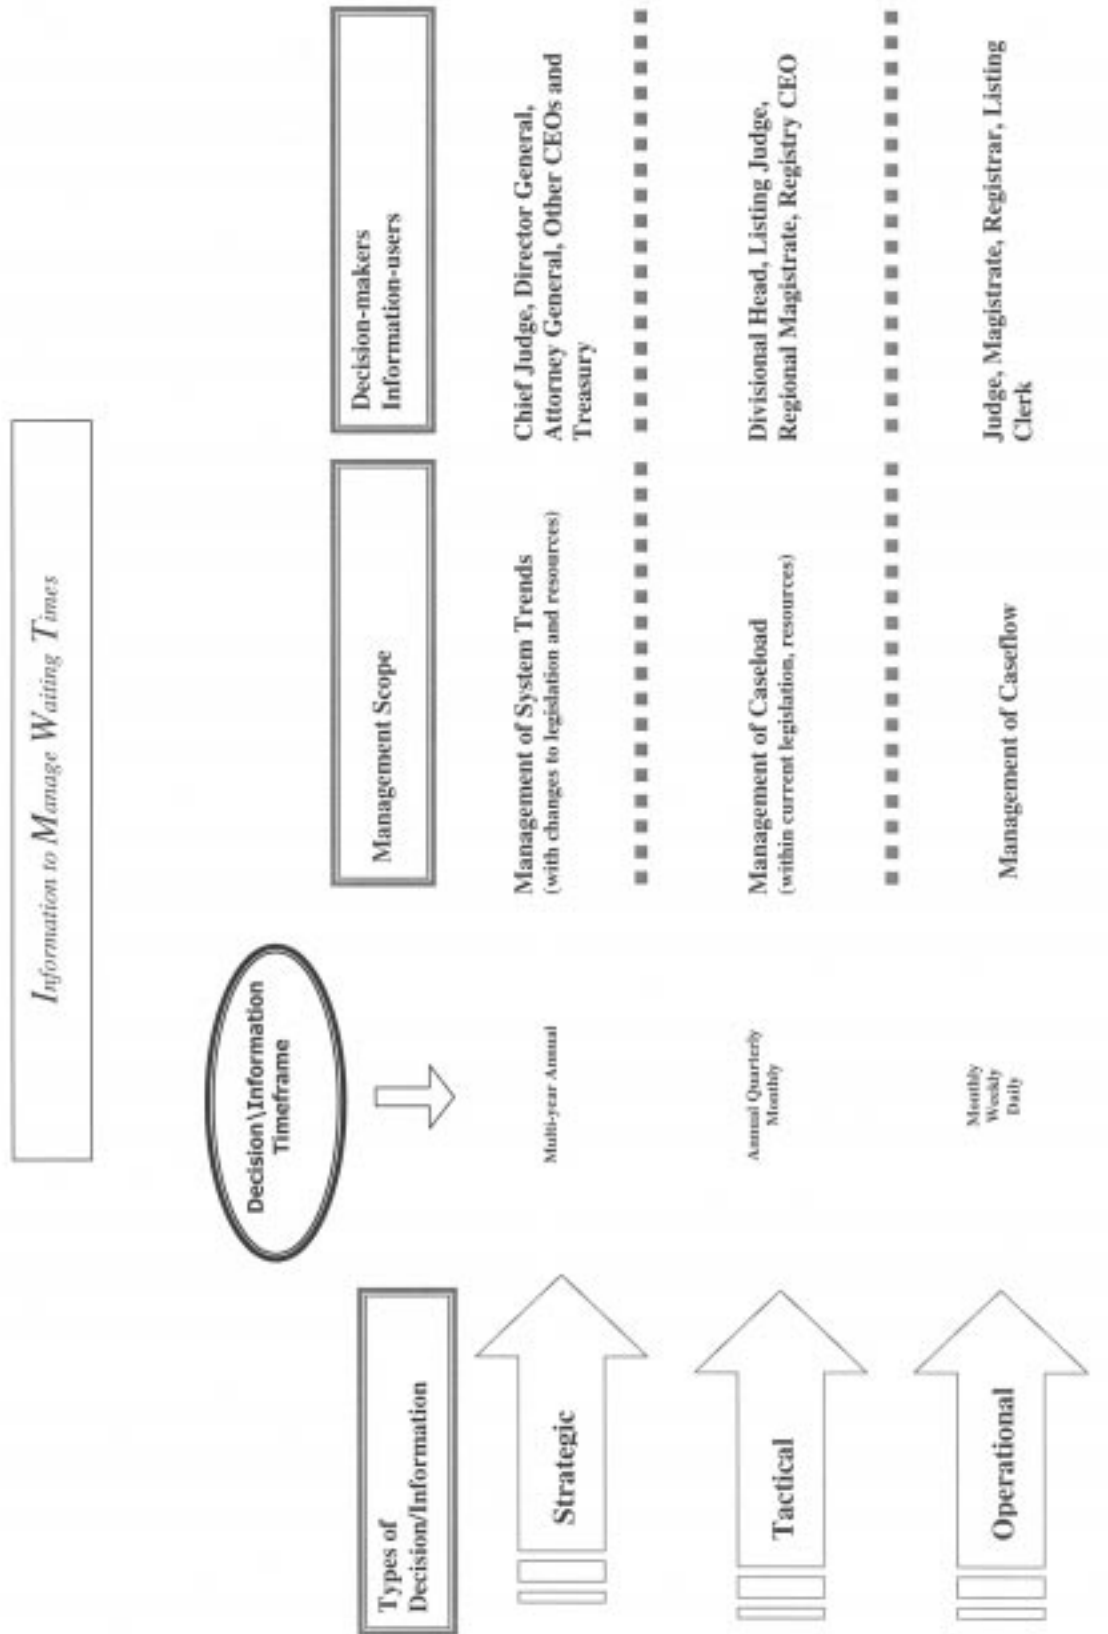 Information to Manage Waiting Times
Decision\Information
Timeframe
Types of
Decision/Information
Management Scope
Decision-makers
Information-users
Strategic
Multi-year Annual
Management of System Trends
(with changes to legislation and resources)
Chief Judge, Director General,
Attorney General, Other CEOs and
Treasury
Tactical
Annual Quarterly
Monthly
Management of Caseload
(within current legislation, resources)
Divisional Head, Listing Judge,
Regional Magistrate, Registry CEO
Operational
Monthly
Weekly
Daily
Management of Caseflow
Judge, Magistrate, Registrar, Listing
Clerk